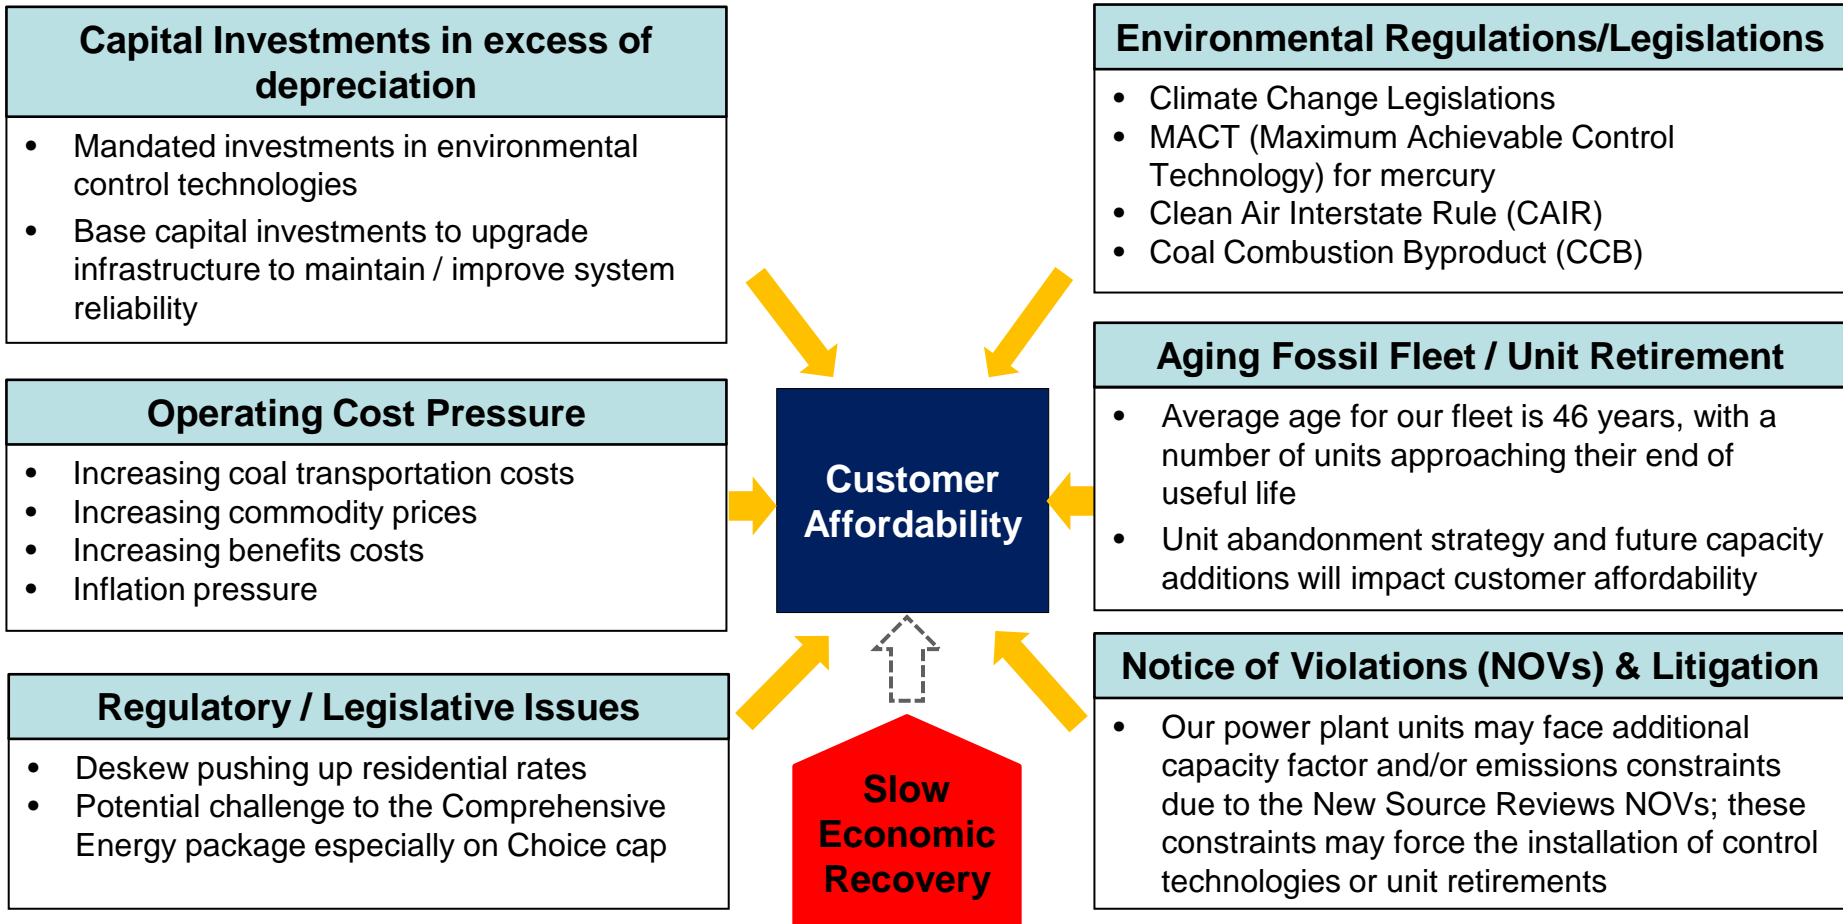 Capital Investments in excess of
depreciation
• Mandated investments in environmental
control technologies
• Base capital investments to upgrade
infrastructure to maintain / improve system
reliability
Operating Cost Pressure
• Increasing coal transportation costs
• Increasing commodity prices
• Increasing benefits costs
• Inflation pressure
Regulatory / Legislative Issues
• Deskew pushing up residential rates
• Potential challenge to the Comprehensive
Energy package especially on Choice cap
Customer
Affordability
Slow
Economic
Recovery
Environmental Regulations/Legislations
• Climate Change Legislations
• MACT (Maximum Achievable Control
Technology) for mercury
• Clean Air Interstate Rule (CAIR)
• Coal Combustion Byproduct (CCB)
Aging Fossil Fleet / Unit Retirement
• Average age for our fleet is 46 years, with a
number of units approaching their end of
useful life
• Unit abandonment strategy and future capacity
additions will impact customer affordability
Notice of Violations (NOVs) & Litigation
• Our power plant units may face additional
capacity factor and/or emissions constraints
due to the New Source Reviews NOVs; these
constraints may force the installation of control
technologies or unit retirements